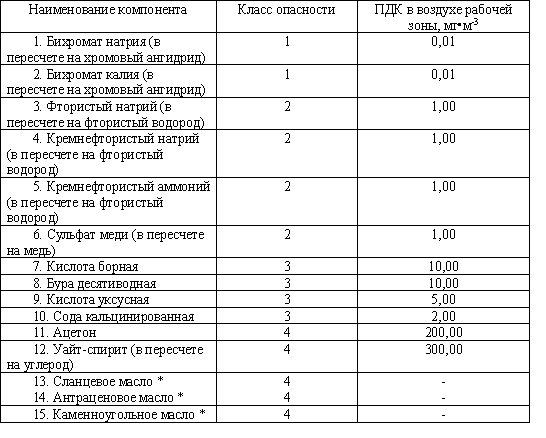 Наименование компонента Класс опасности ПДК в воздухе рабочей
зоны, мг•м3
1. Бихромат натрия (в 1 0,01
пересчете на хромовый ангидрид)
2. Бихромат калия (в 1 0,01
пересчете на хромовый ангидрид)
3. Фтористый натрий (в 2 1,00
пересчете на фтористый водород)
4. Кремнефтористый натрий 2 1,00
(в пересчете на фтористый
водород)
5. Кремнефтористый аммоний 2 1,00
(в пересчете на фтористый
водород)
6. Сульфат меди (в пересчете 2 1,00
на медь)
7. Кислота борная 3 10,00
8. Бура десятиводная 3 10,00
9. Кислота уксусная 3 5,00
10. Сода кальцинированная 3 2,00
11. Ацетон 4 200,00
12. Уайт-спирит (в пересчете 4 300,00
на углерод)
13. Сланцевое масло * 4 -
14. Антраценовое масло * 4 -
15. Каменноугольное масло * 4 -